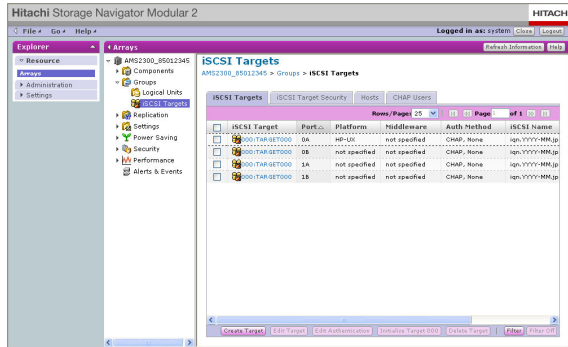 Hitachi Storage Navigator Modular 2
HITACH
File Go Help
Logged in as: system Close Logout
Explorer
Arrays
Refresh Information Help
Resource
Arrays
Administration
Settings
AMS2300_85012345
Components
Groups
Logical Units
iSCSI Targets
Replication
Settings
Power Saving
Security
Performance
Alerts & Events
iSCSI Targets
AMS2300_85012345 > Groups > iSCSI Targets
iSCSI Targets iSCSI Target Security Hosts CHAP Users
Rows/Page: 25 Page 1 of 1
iSCSI Target Port Platform Middleware Auth Method iSCSI Name
000:TARGET000 0A HP-UX not specified CHAP, None iqn.YYYY-MM.jp
000:TARGET000 0B not specified not specified CHAP, None iqn.YYYY-MM.jp
000:TARGET000 1A not specified not specified CHAP, None iqn.YYYY-MM.jp
000:TARGET000 1B not specified not specified CHAP, None iqn.YYYY-MM.jp
Create Target Edit Target Edit Authentication Initialize Target 000 Delete Target | Filter Filter Off